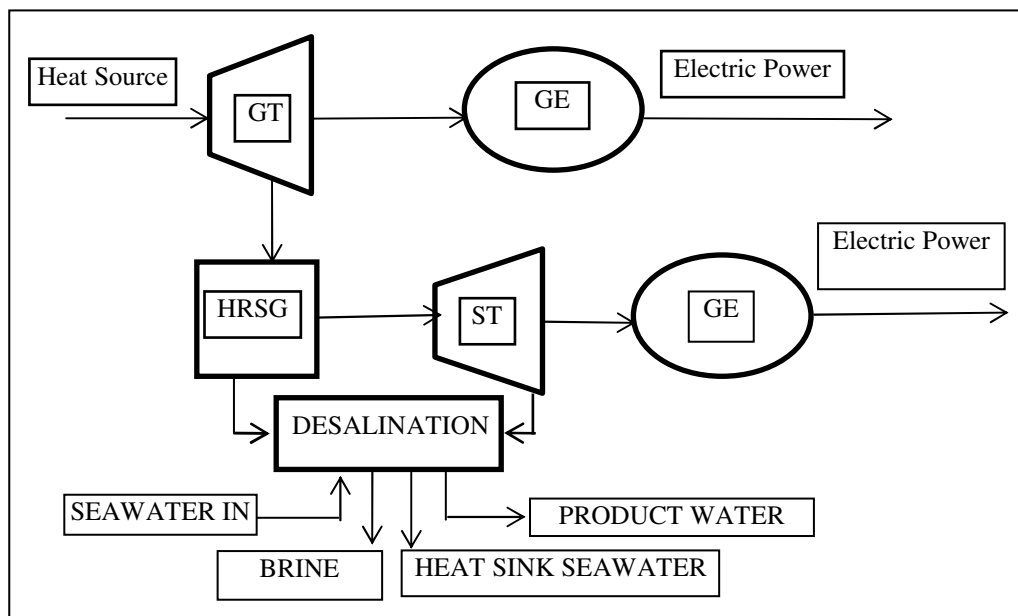 Heat Source
GT
GE
Electric Power
HRSG
ST
GE
Electric Power
DESALINATION
SEAWATER IN
PRODUCT WATER
BRINE
HEAT SINK SEAWATER